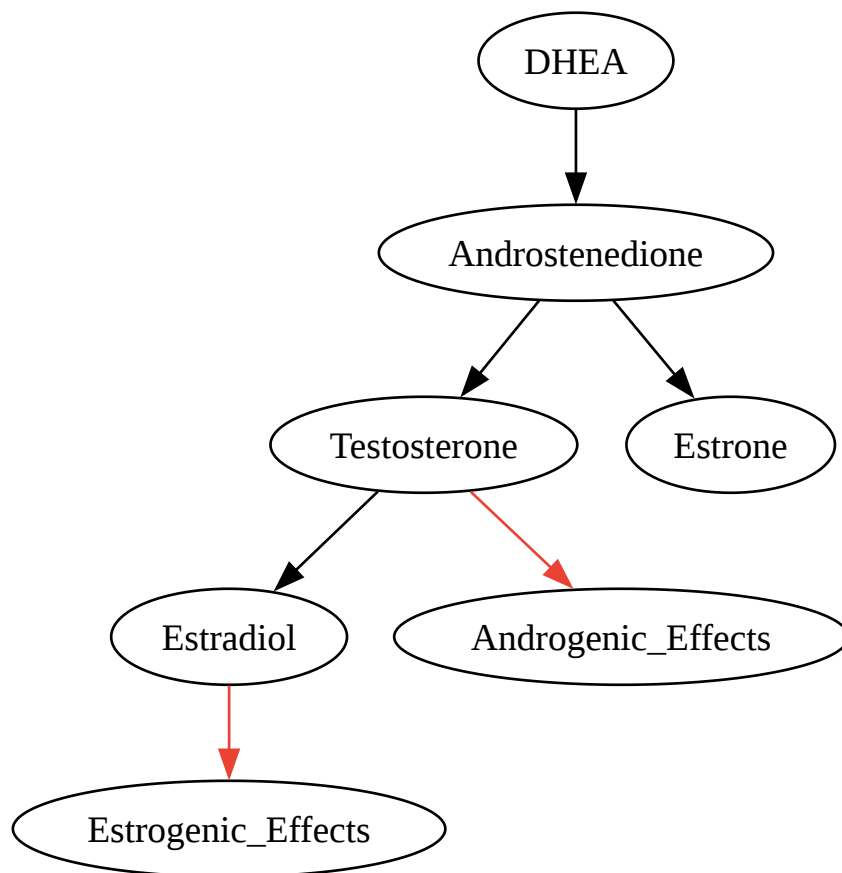 DHEA
Androstenedione
Testosterone
Estrone
Estradiol
Androgenic_Effects
Estrogenic_Effects